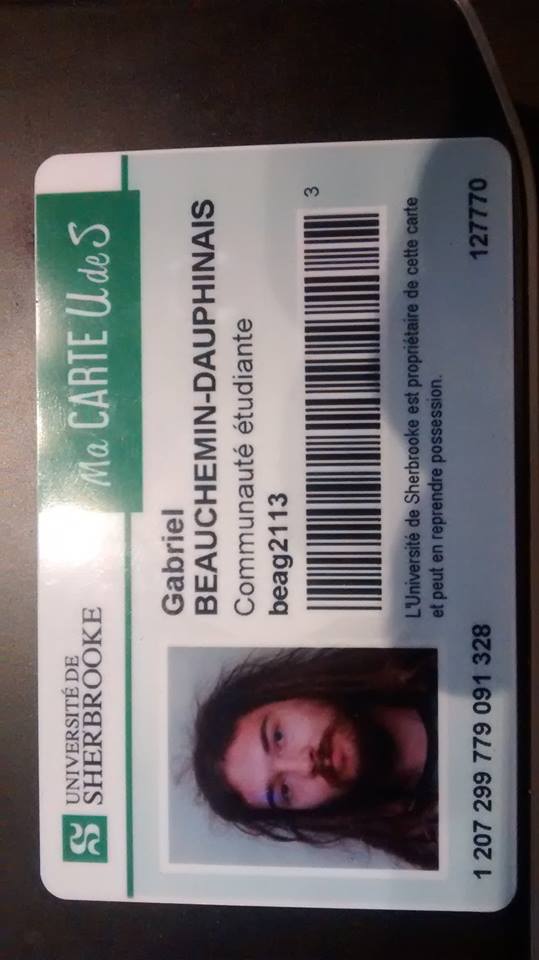 UNIVERSITÉ DE
SHERBROOKE
Ma CARTE UdeS
Gabriel
BEAUCHEMIN-DAUPHINAIS
Communauté étudiante
beag2113
3
L'Université de Sherbrooke est propriétaire de cette carte
et peut en reprendre possession.
1 207 299 779 091 328
127770